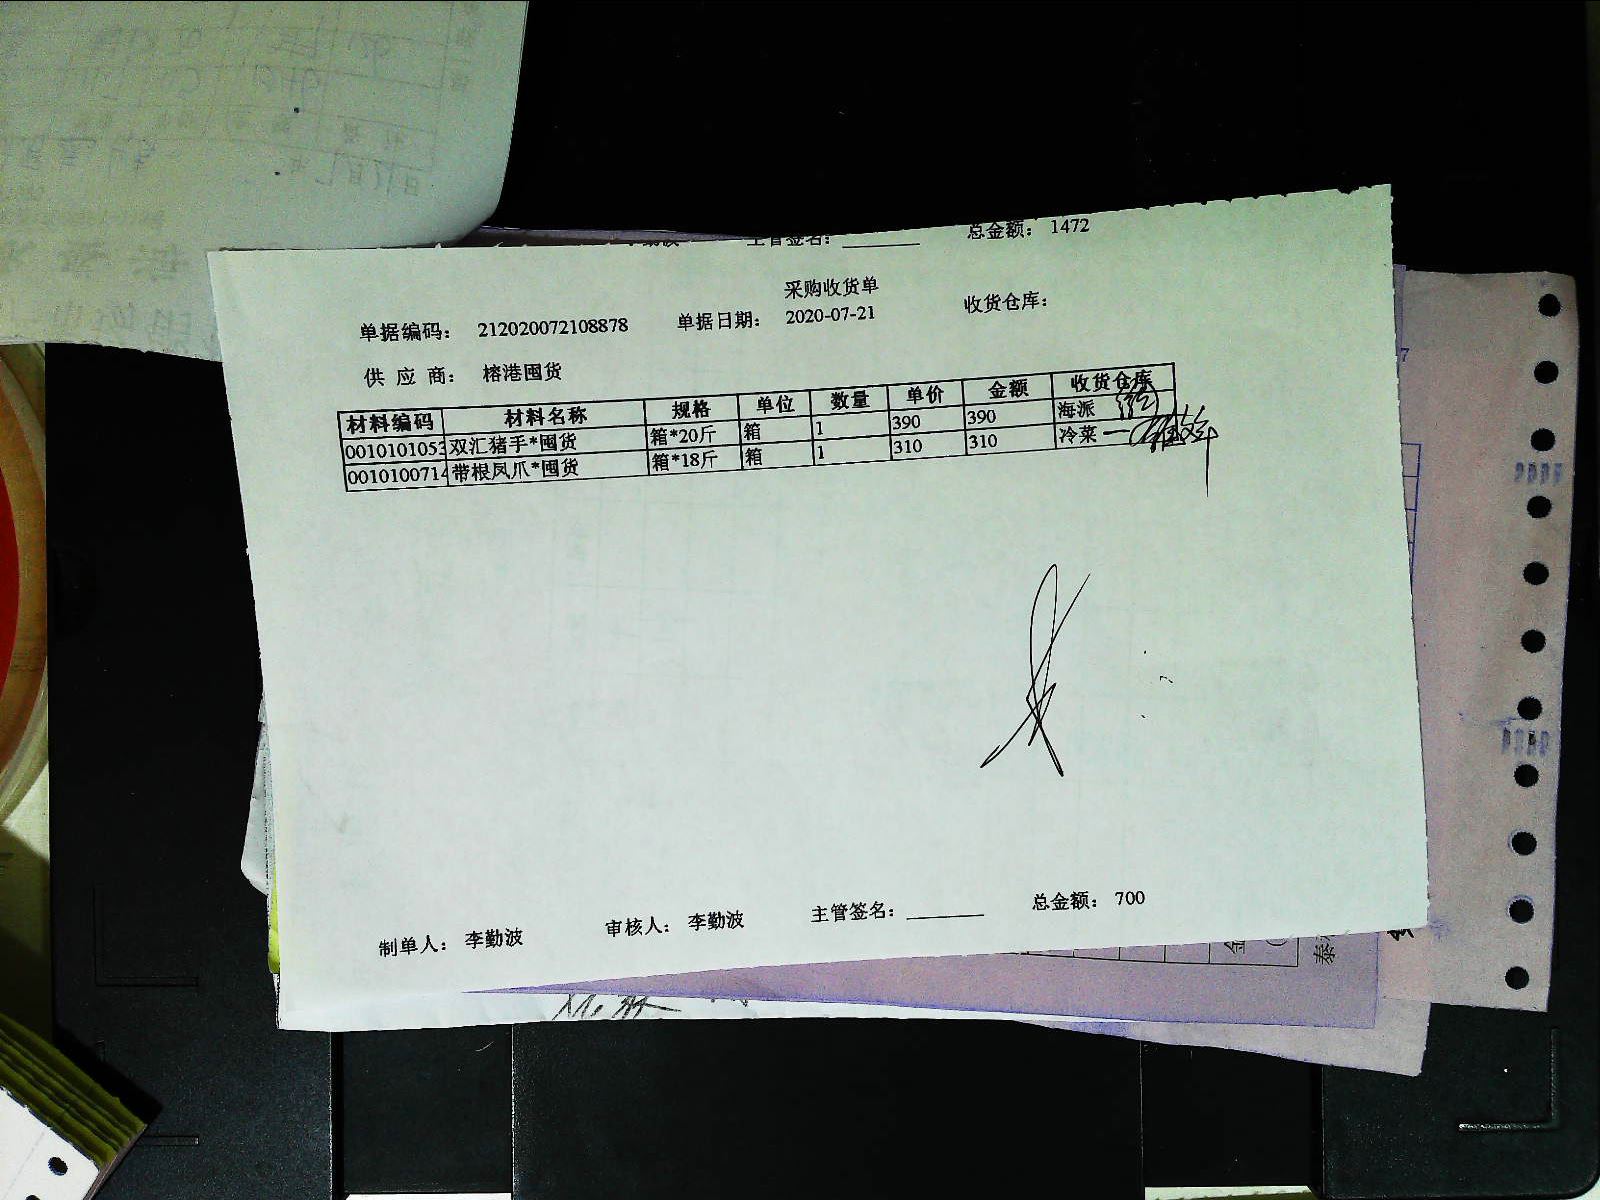 主管签名： 总金额： 1472
采购收货单
单据编码： 212020072108878 单据日期： 2020-07-21 收货仓库：
供 应 商： 榕港囤货
材料编码 材料名称 规格 单位 数量 单价 金额 收货仓库
0010101053 双汇猪手*囤货 箱*20斤 箱 1 390 390 海派
0010100714 带根凤爪*囤货 箱*18斤 箱 1 310 310 冷菜
制单人： 李勤波 审核人： 李勤波 主管签名： 总金额： 700